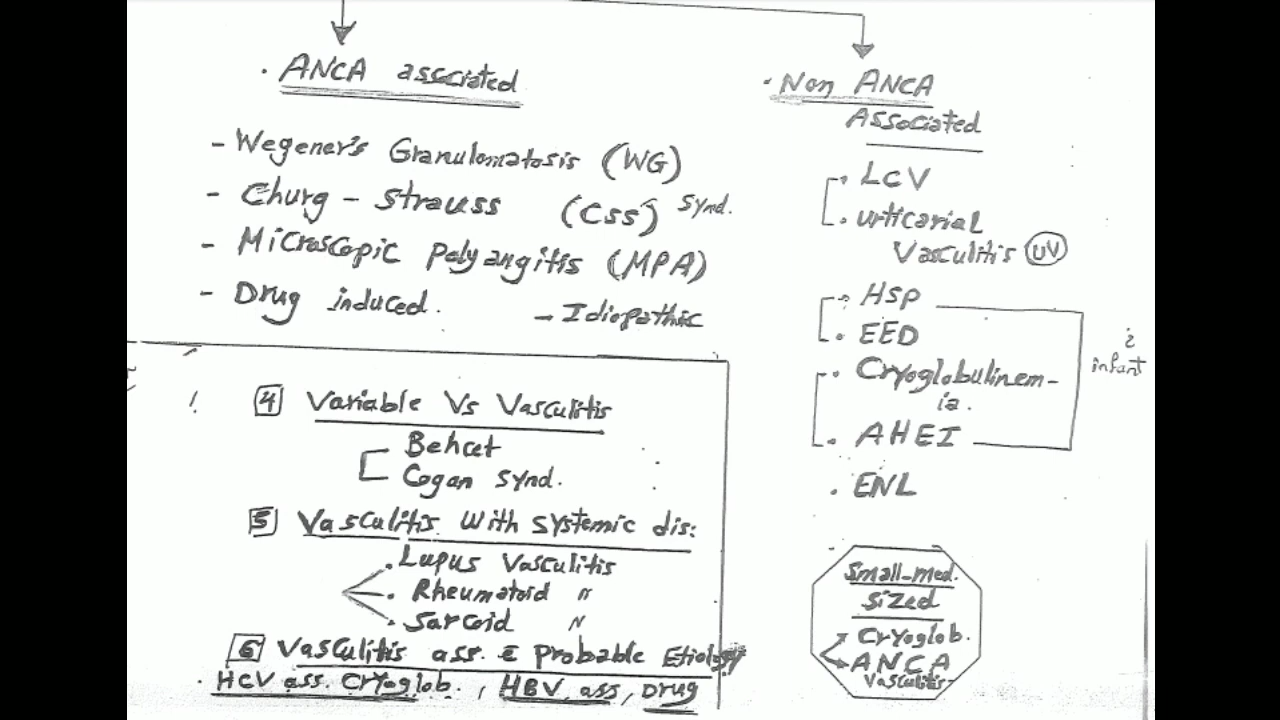 . ANCA associated
- Wegener's Granulomatosis (WG)
- Churg - Strauss (CSS) Synd.
- Microscopic Polyangitis (MPA)
- Drug induced. - Idiopathic
4 Variable Vs Vasculitis
Behcet
Cogan Synd.
5 Vasculitis With Systemic dis:
. Lupus Vasculitis
. Rheumatoid "
. Sarcoid "
6 Vasculitis ass. c̄ Probable Etiology
. HCV ass. Cryoglob. , HBV ass, Drug
. Non ANCA
Associated
. LCV
. urticarial
Vasculitis (UV)
. HSP
. EED
. Cryoglobulinem-
ia.
. AHEI
. ENL
infant
Small-med.
Sized
Cryoglob.
ANCA
Vasculitis